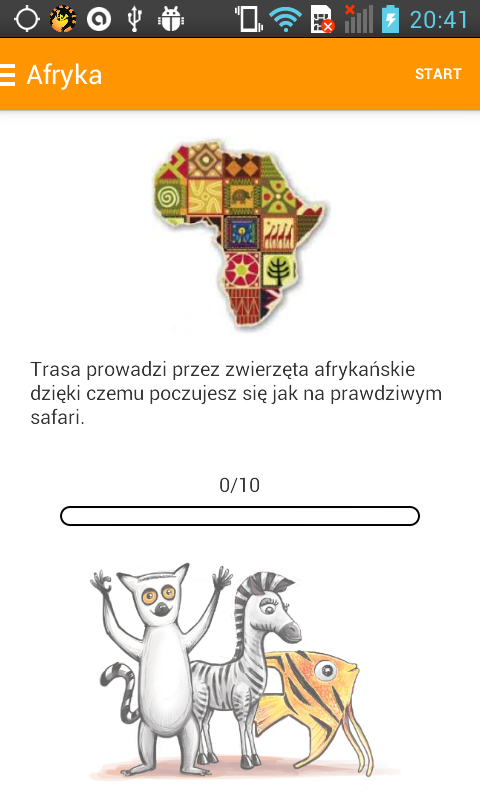 20:41
Afryka
START
Trasa prowadzi przez zwierzęta afrykańskie
dzięki czemu poczujesz się jak na prawdziwym
safari.
0/10